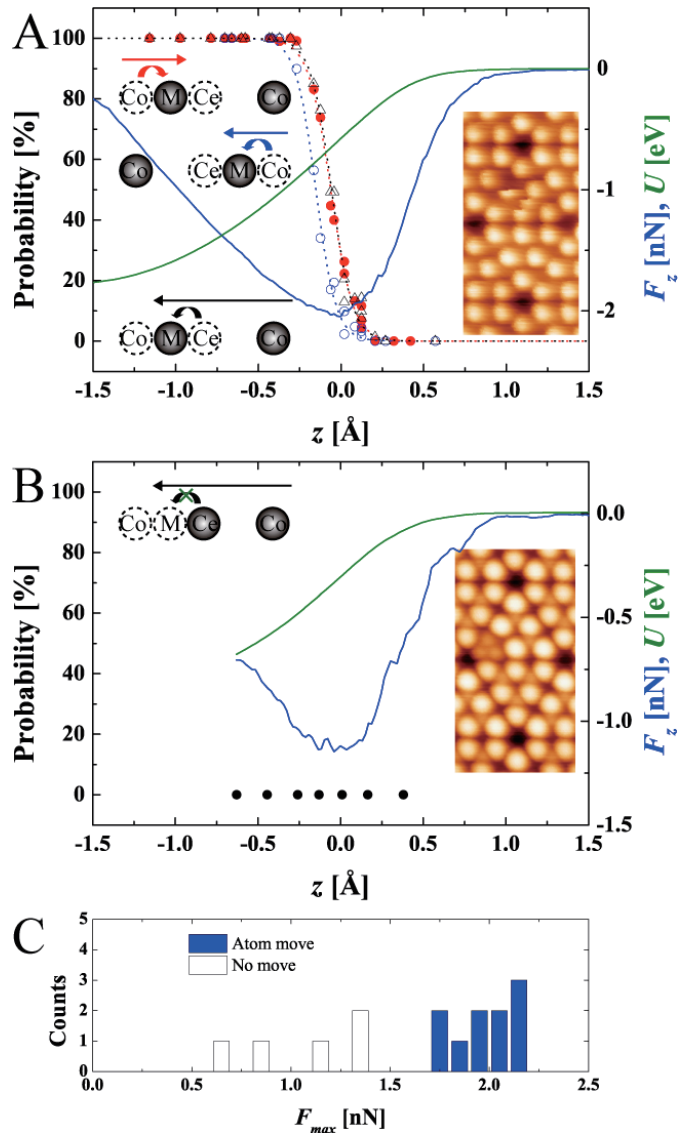 A
Probability [%]
100
80
60
40
20
0
Co M Ce Co
Co Ce M Co
Co M Ce Co
0
-1
-2
F_z [nN], U [eV]
-1.5 -1.0 -0.5 0.0 0.5 1.0 1.5
z [Å]
B
Probability [%]
100
80
60
40
20
0
Co M Ce Co
0.0
-0.5
-1.0
-1.5
F_z [nN], U [eV]
-1.5 -1.0 -0.5 0.0 0.5 1.0 1.5
z [Å]
C
Counts
5
4
3
2
1
0
Atom move
No move
0.0 0.5 1.0 1.5 2.0 2.5
F_max [nN]